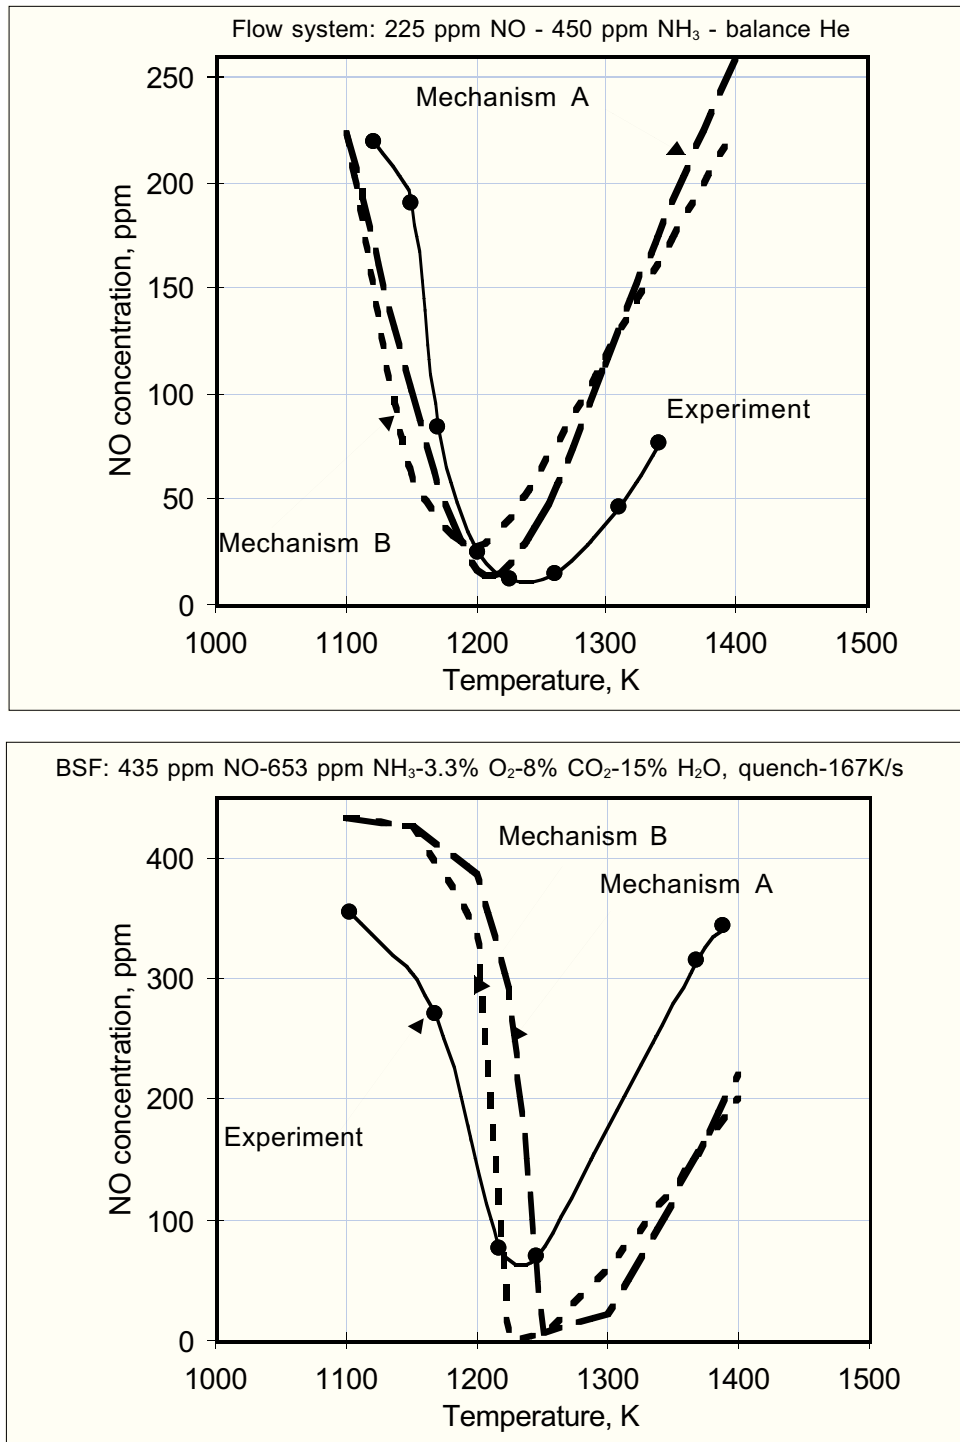 Flow system: 225 ppm NO - 450 ppm NH₃ - balance He
250
Mechanism A
200
150
100
Experiment
50
Mechanism B
0
NO concentration, ppm
1000 1100 1200 1300 1400 1500
Temperature, K
BSF: 435 ppm NO-653 ppm NH₃-3.3% O₂-8% CO₂-15% H₂O, quench-167K/s
Mechanism B
400
Mechanism A
300
200
Experiment
100
0
NO concentration, ppm
1000 1100 1200 1300 1400 1500
Temperature, K